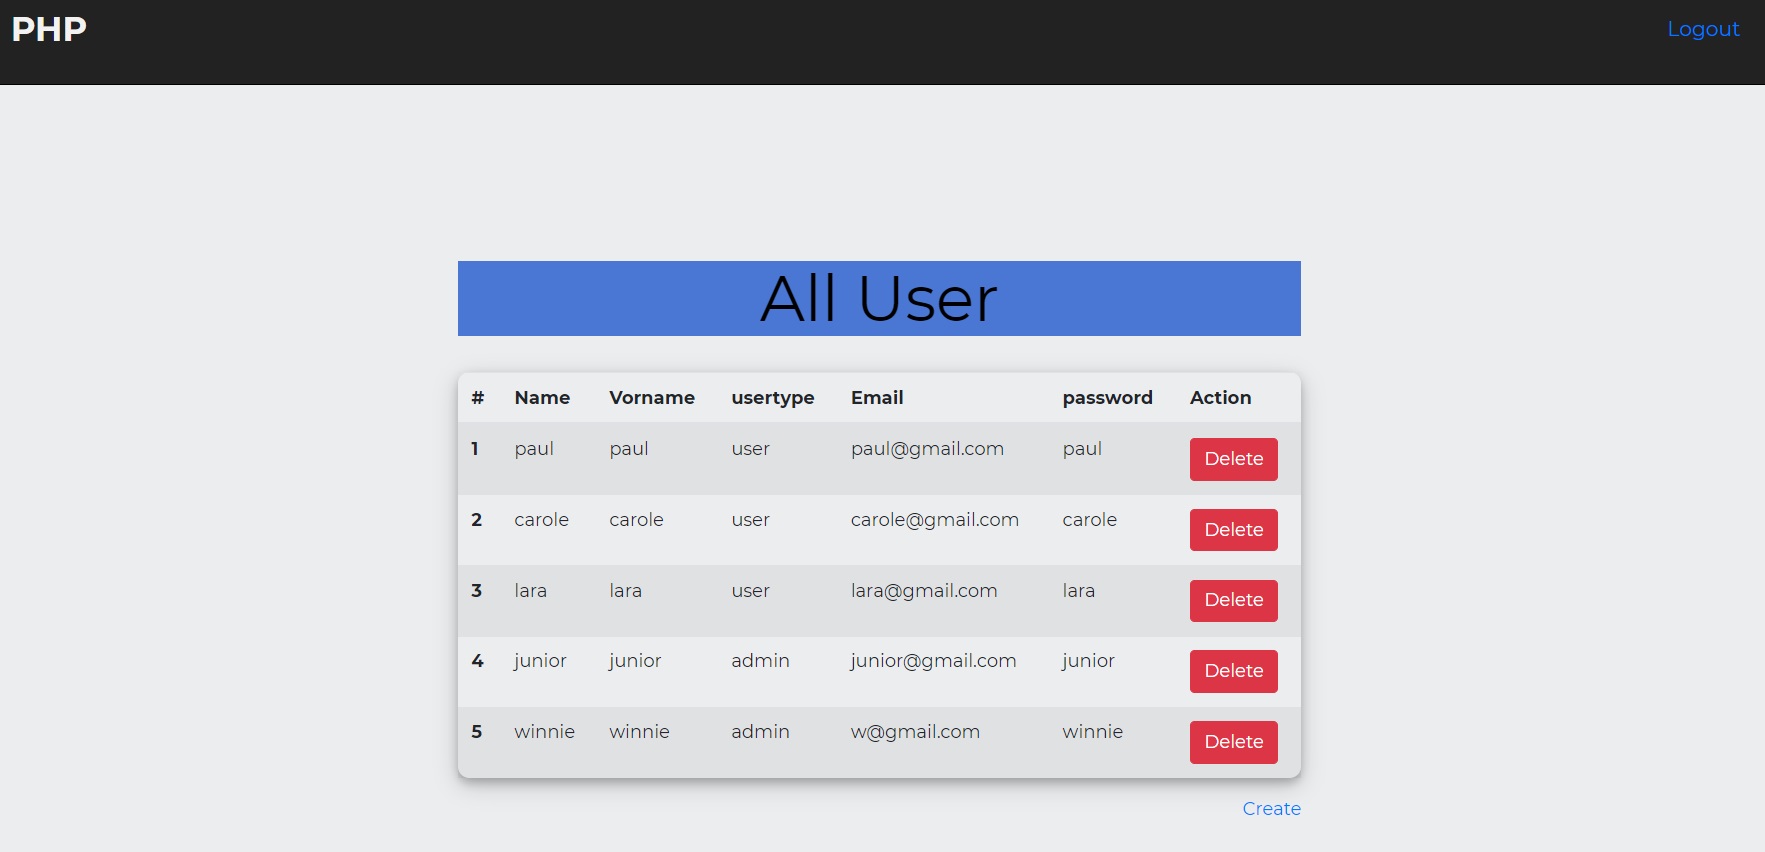 PHP Logout
All User
# Name Vorname usertype Email password Action
1 paul paul user paul@gmail.com paul Delete
2 carole carole user carole@gmail.com carole Delete
3 lara lara user lara@gmail.com lara Delete
4 junior junior admin junior@gmail.com junior Delete
5 winnie winnie admin w@gmail.com winnie Delete
Create